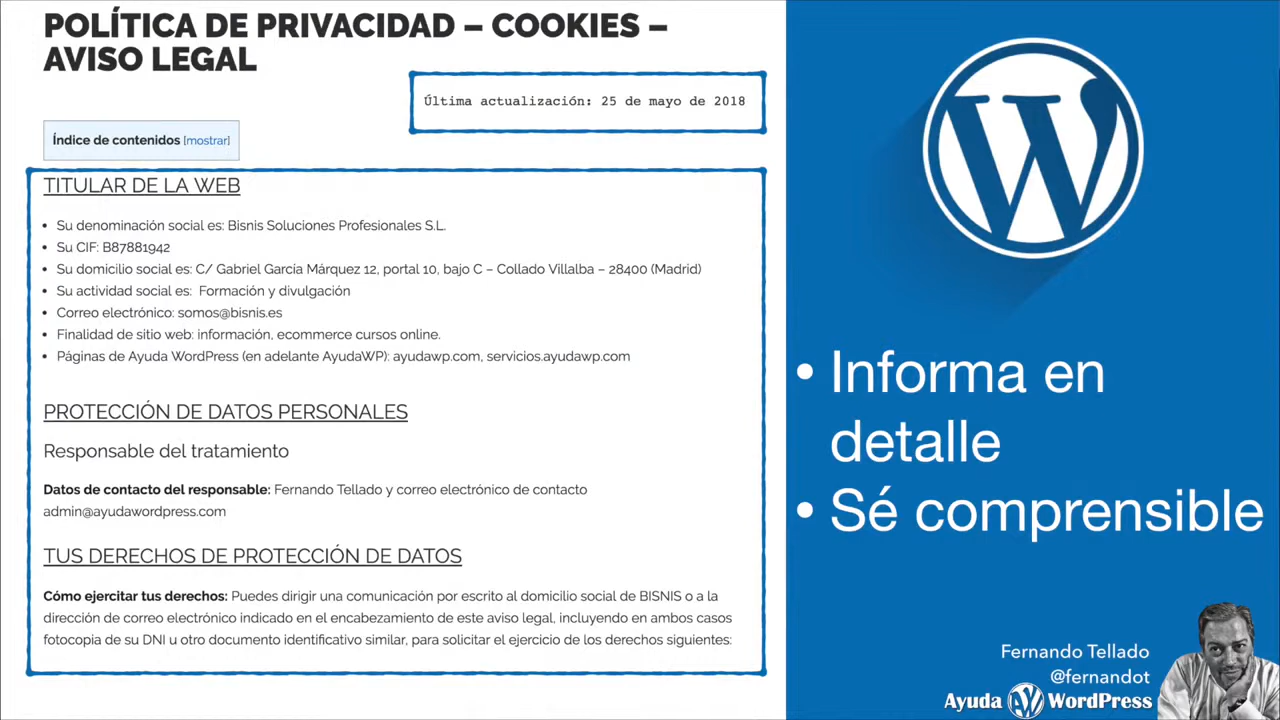 POLÍTICA DE PRIVACIDAD – COOKIES –
AVISO LEGAL
Última actualización: 25 de mayo de 2018
Índice de contenidos [mostrar]
TITULAR DE LA WEB
• Su denominación social es: Bisnis Soluciones Profesionales S.L.
• Su CIF: B87881942
• Su domicilio social es: C/ Gabriel García Márquez 12, portal 10, bajo C – Collado Villalba – 28400 (Madrid)
• Su actividad social es: Formación y divulgación
• Correo electrónico: somos@bisnis.es
• Finalidad de sitio web: información, ecommerce cursos online.
• Páginas de Ayuda WordPress (en adelante AyudaWP): ayudawp.com, servicios.ayudawp.com
PROTECCIÓN DE DATOS PERSONALES
Responsable del tratamiento
Datos de contacto del responsable: Fernando Tellado y correo electrónico de contacto
admin@ayudawordpress.com
TUS DERECHOS DE PROTECCIÓN DE DATOS
Cómo ejercitar tus derechos: Puedes dirigir una comunicación por escrito al domicilio social de BISNIS o a la
dirección de correo electrónico indicado en el encabezamiento de este aviso legal, incluyendo en ambos casos
fotocopia de su DNI u otro documento identificativo similar, para solicitar el ejercicio de los derechos siguientes:
• Informa en
detalle
• Sé comprensible
Fernando Tellado
@fernandot
Ayuda WordPress